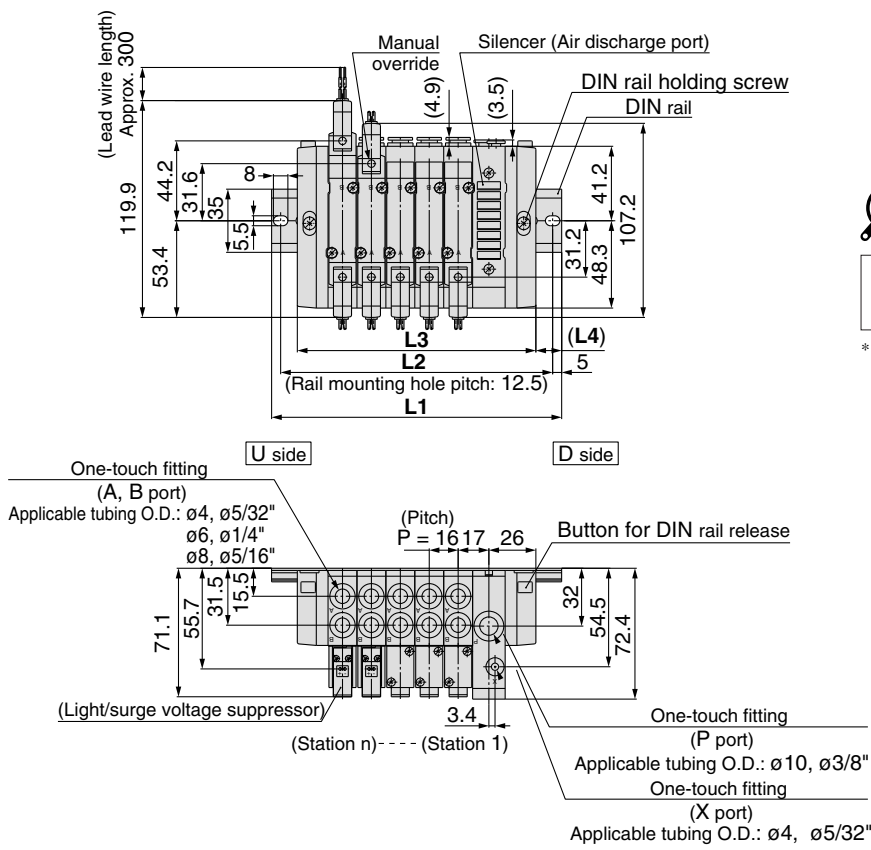 (Lead wire length)
Approx. 300
Manual
override
Silencer (Air discharge port)
(4.9)
(3.5)
DIN rail holding screw
DIN rail
119.9
44.2
31.6
8
35
5.5
53.4
B B B B B
A A A A A
41.2
107.2
31.2
48.3
L3
(L4)
L2
5
(Rail mounting hole pitch: 12.5)
L1
*
U side
D side
One-touch fitting
(A, B port)
Applicable tubing O.D.: ø4, ø5/32"
ø6, ø1/4"
ø8, ø5/16"
(Pitch)
P = 16 17 26
Button for DIN rail release
71.1
55.7
31.5
15.5
A A A A A
B B B B B
P
X
32
54.5
72.4
(Light/surge voltage suppressor)
3.4
(Station n)----(Station 1)
One-touch fitting
(P port)
Applicable tubing O.D.: ø10, ø3/8"
One-touch fitting
(X port)
Applicable tubing O.D.: ø4, ø5/32"